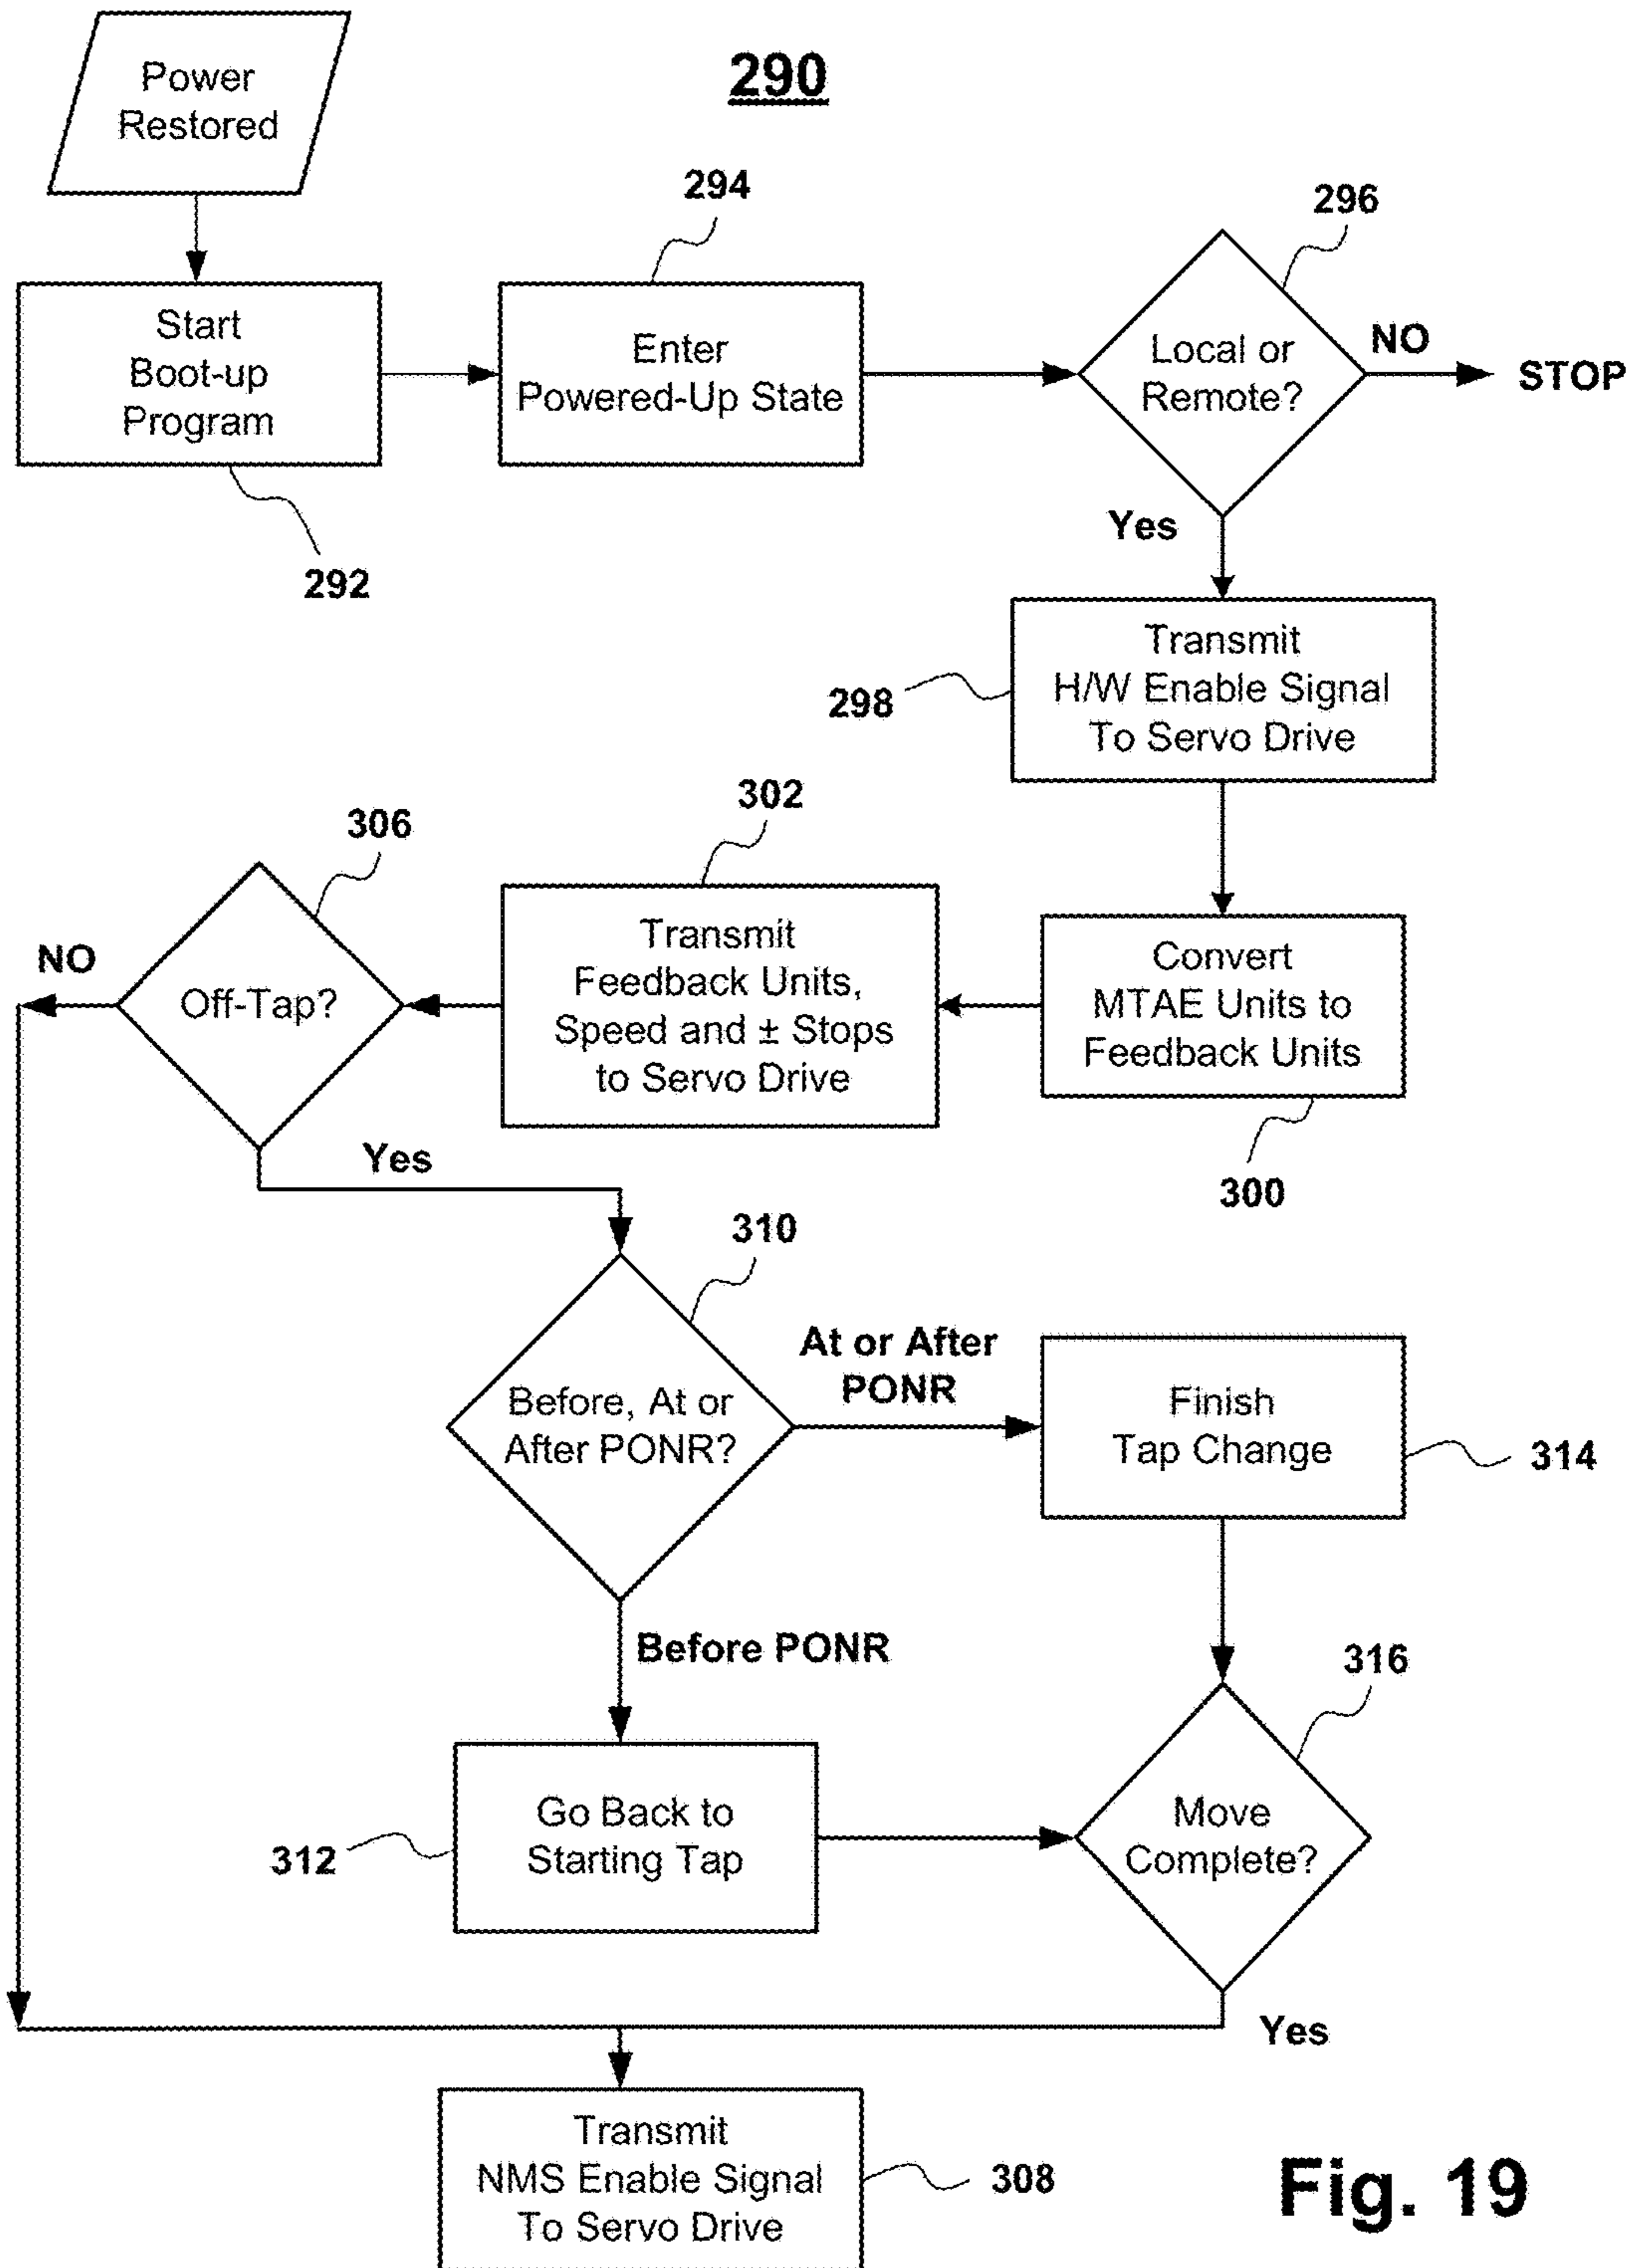 Power
Restored
290
Start
Boot-up
Program
292
294
Enter
Powered-Up State
296
Local or
Remote?
NO
STOP
Yes
Transmit
H/W Enable Signal
To Servo Drive
298
Convert
MTAE Units to
Feedback Units
300
302
Transmit
Feedback Units,
Speed and ± Stops
to Servo Drive
306
Off-Tap?
NO
Yes
310
Before, At or
After PONR?
At or After
PONR
Finish
Tap Change
314
Before PONR
Go Back to
Starting Tap
312
316
Move
Complete?
Yes
Transmit
NMS Enable Signal
To Servo Drive
308
Fig. 19